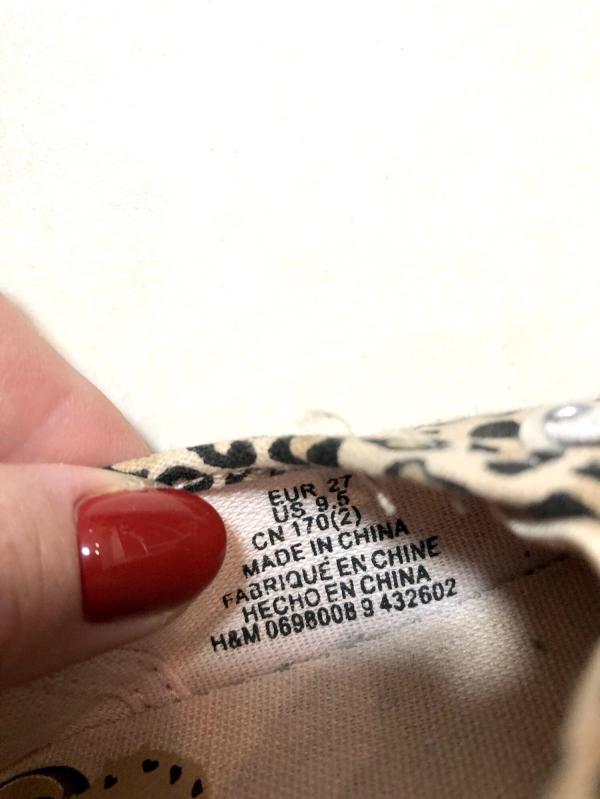 EUR 27
US 9.5
CN 170(2)
MADE IN CHINA
FABRIQUÉ EN CHINE
HECHO EN CHINA
H&M 0698008 9 432602